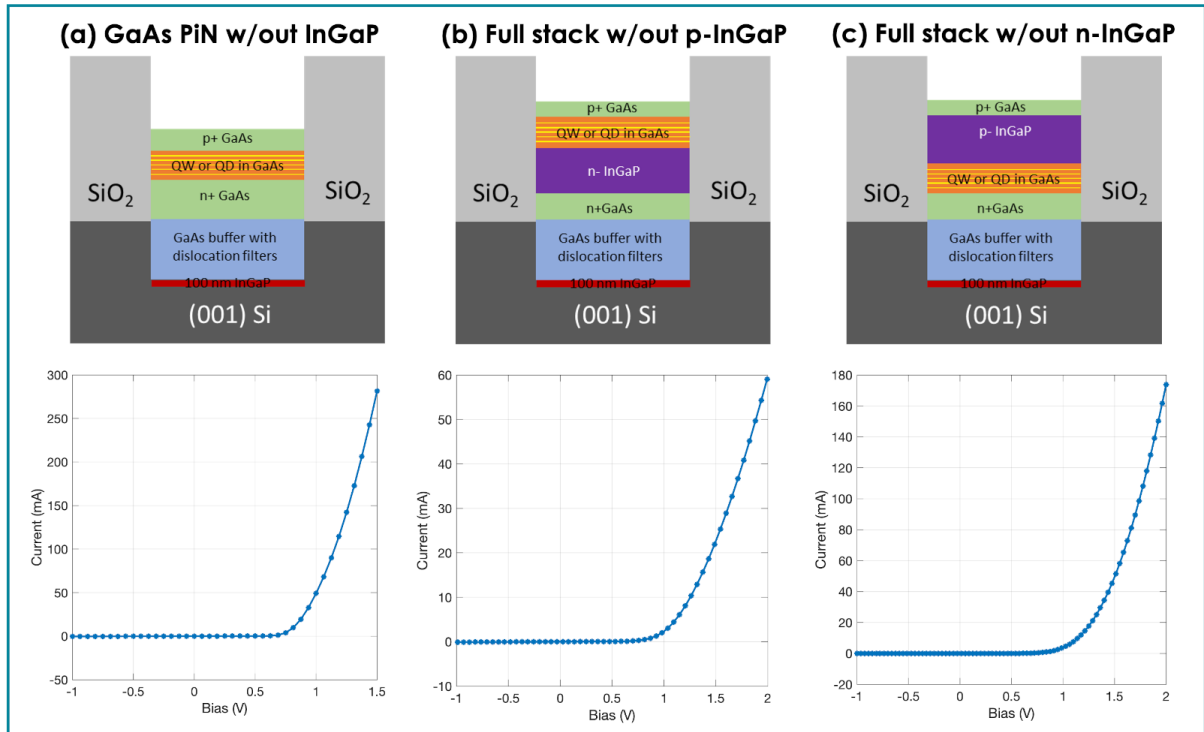 (a) GaAs PiN w/out InGaP
p+ GaAs
QW or QD in GaAs
n+ GaAs
SiO2
SiO2
GaAs buffer with
dislocation filters
100 nm InGaP
(001) Si
(b) Full stack w/out p-InGaP
p+ GaAs
QW or QD in GaAs
n- InGaP
SiO2
SiO2
n+GaAs
GaAs buffer with
dislocation filters
100 nm InGaP
(001) Si
(c) Full stack w/out n-InGaP
p+ GaAs
p- InGaP
QW or QD in GaAs
SiO2
SiO2
n+GaAs
GaAs buffer with
dislocation filters
100 nm InGaP
(001) Si
300
250
200
150
100
50
0
-50
Current (mA)
-1 -0.5 0 0.5 1 1.5
Bias (V)
60
50
40
30
20
10
0
-10
Current (mA)
-1 -0.5 0 0.5 1 1.5 2
Bias (V)
180
160
140
120
100
80
60
40
20
0
-20
Current (mA)
-1 -0.5 0 0.5 1 1.5 2
Bias (V)